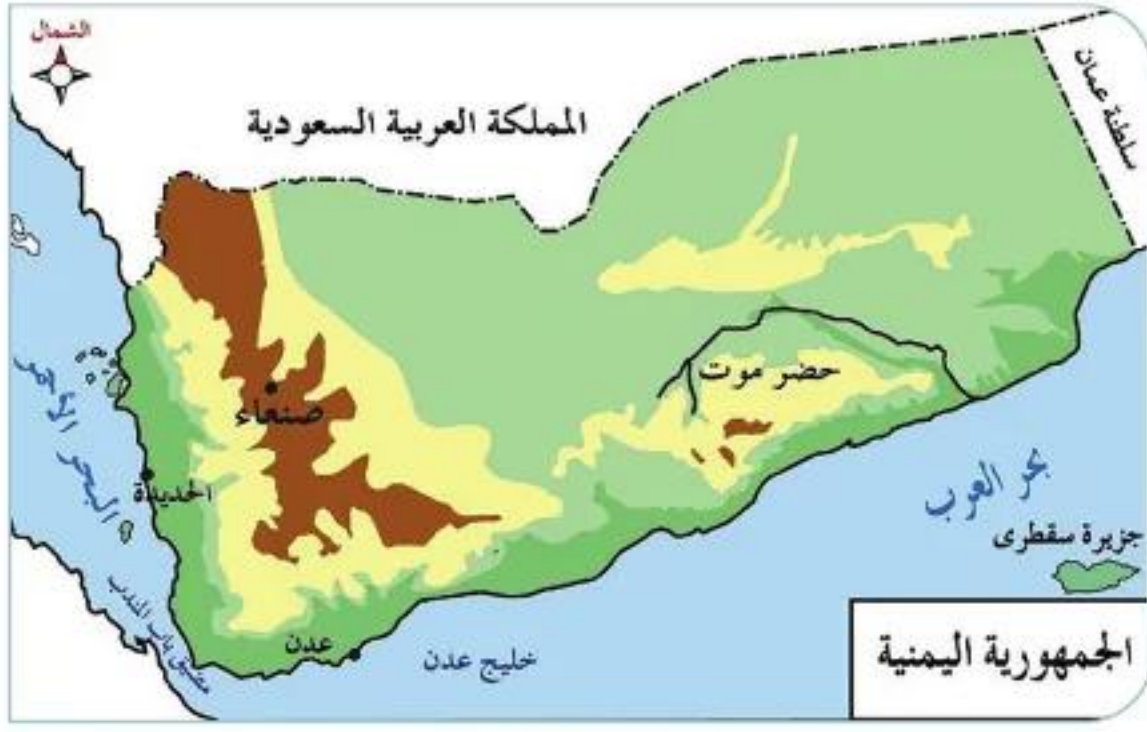 الشمال
سلطنة عمان
المملكة العربية السعودية
حضر موت
صنعاء
البحر الأحمر
الحديدة
بحر العرب
جزيرة سقطرى
مضيق باب المندب
عدن
خليج عدن
الجمهورية اليمنية